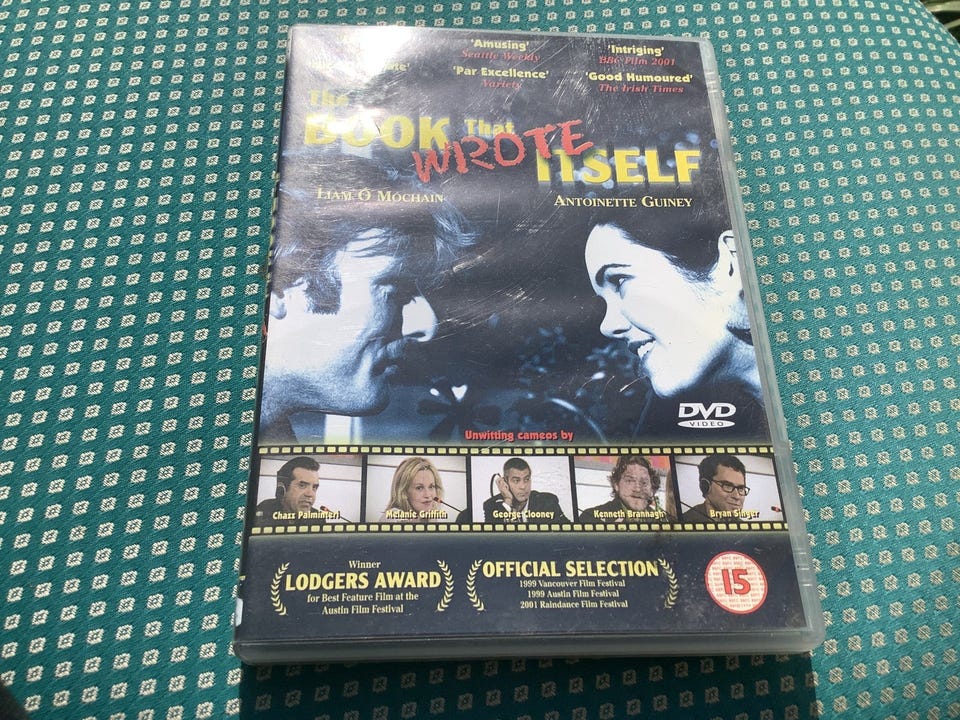 'Amusing'
Seattle Weekly
'Intriging'
BBC Film 2001
'Par Excellence'
Variety
'Good Humoured'
The Irish Times
The
BOOK That
WROTE
ITSELF
LIAM O MOCHAIN
ANTOINETTE GUINEY
DVD
VIDEO
Unwitting cameos by
Chazz Palminteri
Melanie Griffith
George Clooney
Kenneth Brannagh
Bryan Singer
Winner
LODGERS AWARD
for Best Feature Film at the
Austin Film Festival
OFFICIAL SELECTION
1999 Vancouver Film Festival
1999 Austin Film Festival
2001 Raindance Film Festival
15